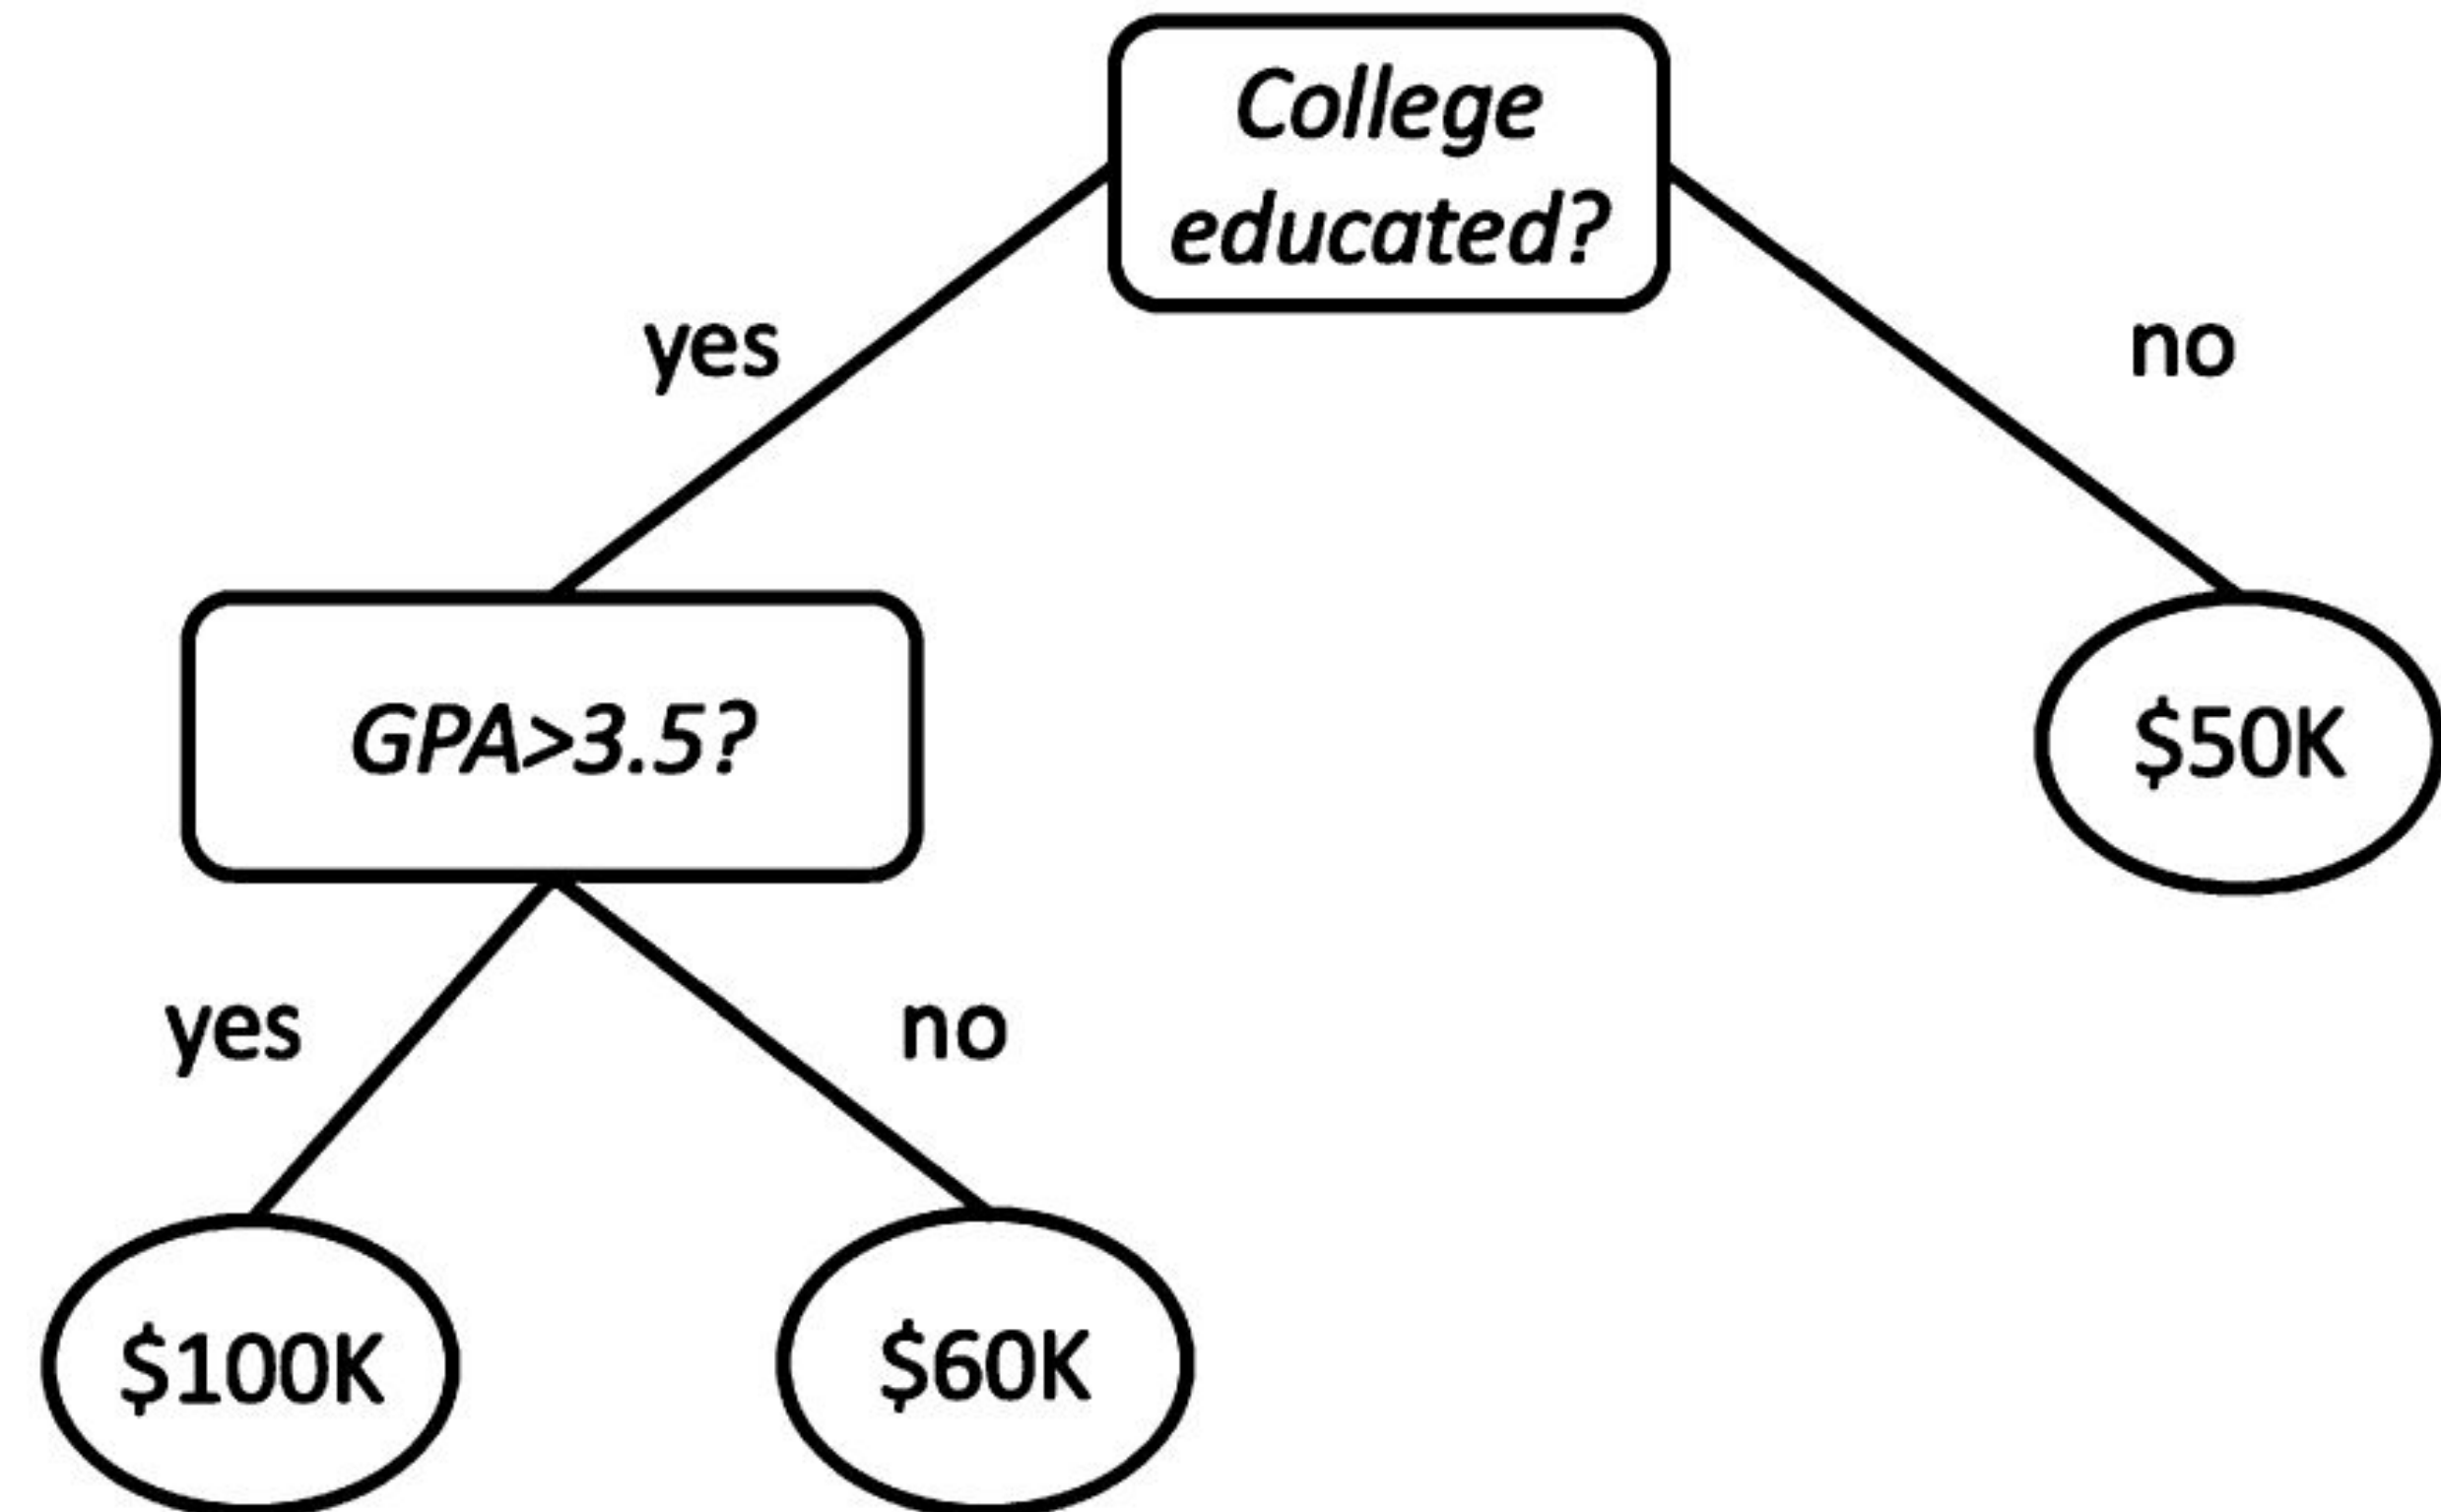 College
educated?
yes
no
GPA>3.5?
$50K
yes
no
$100K
$60K